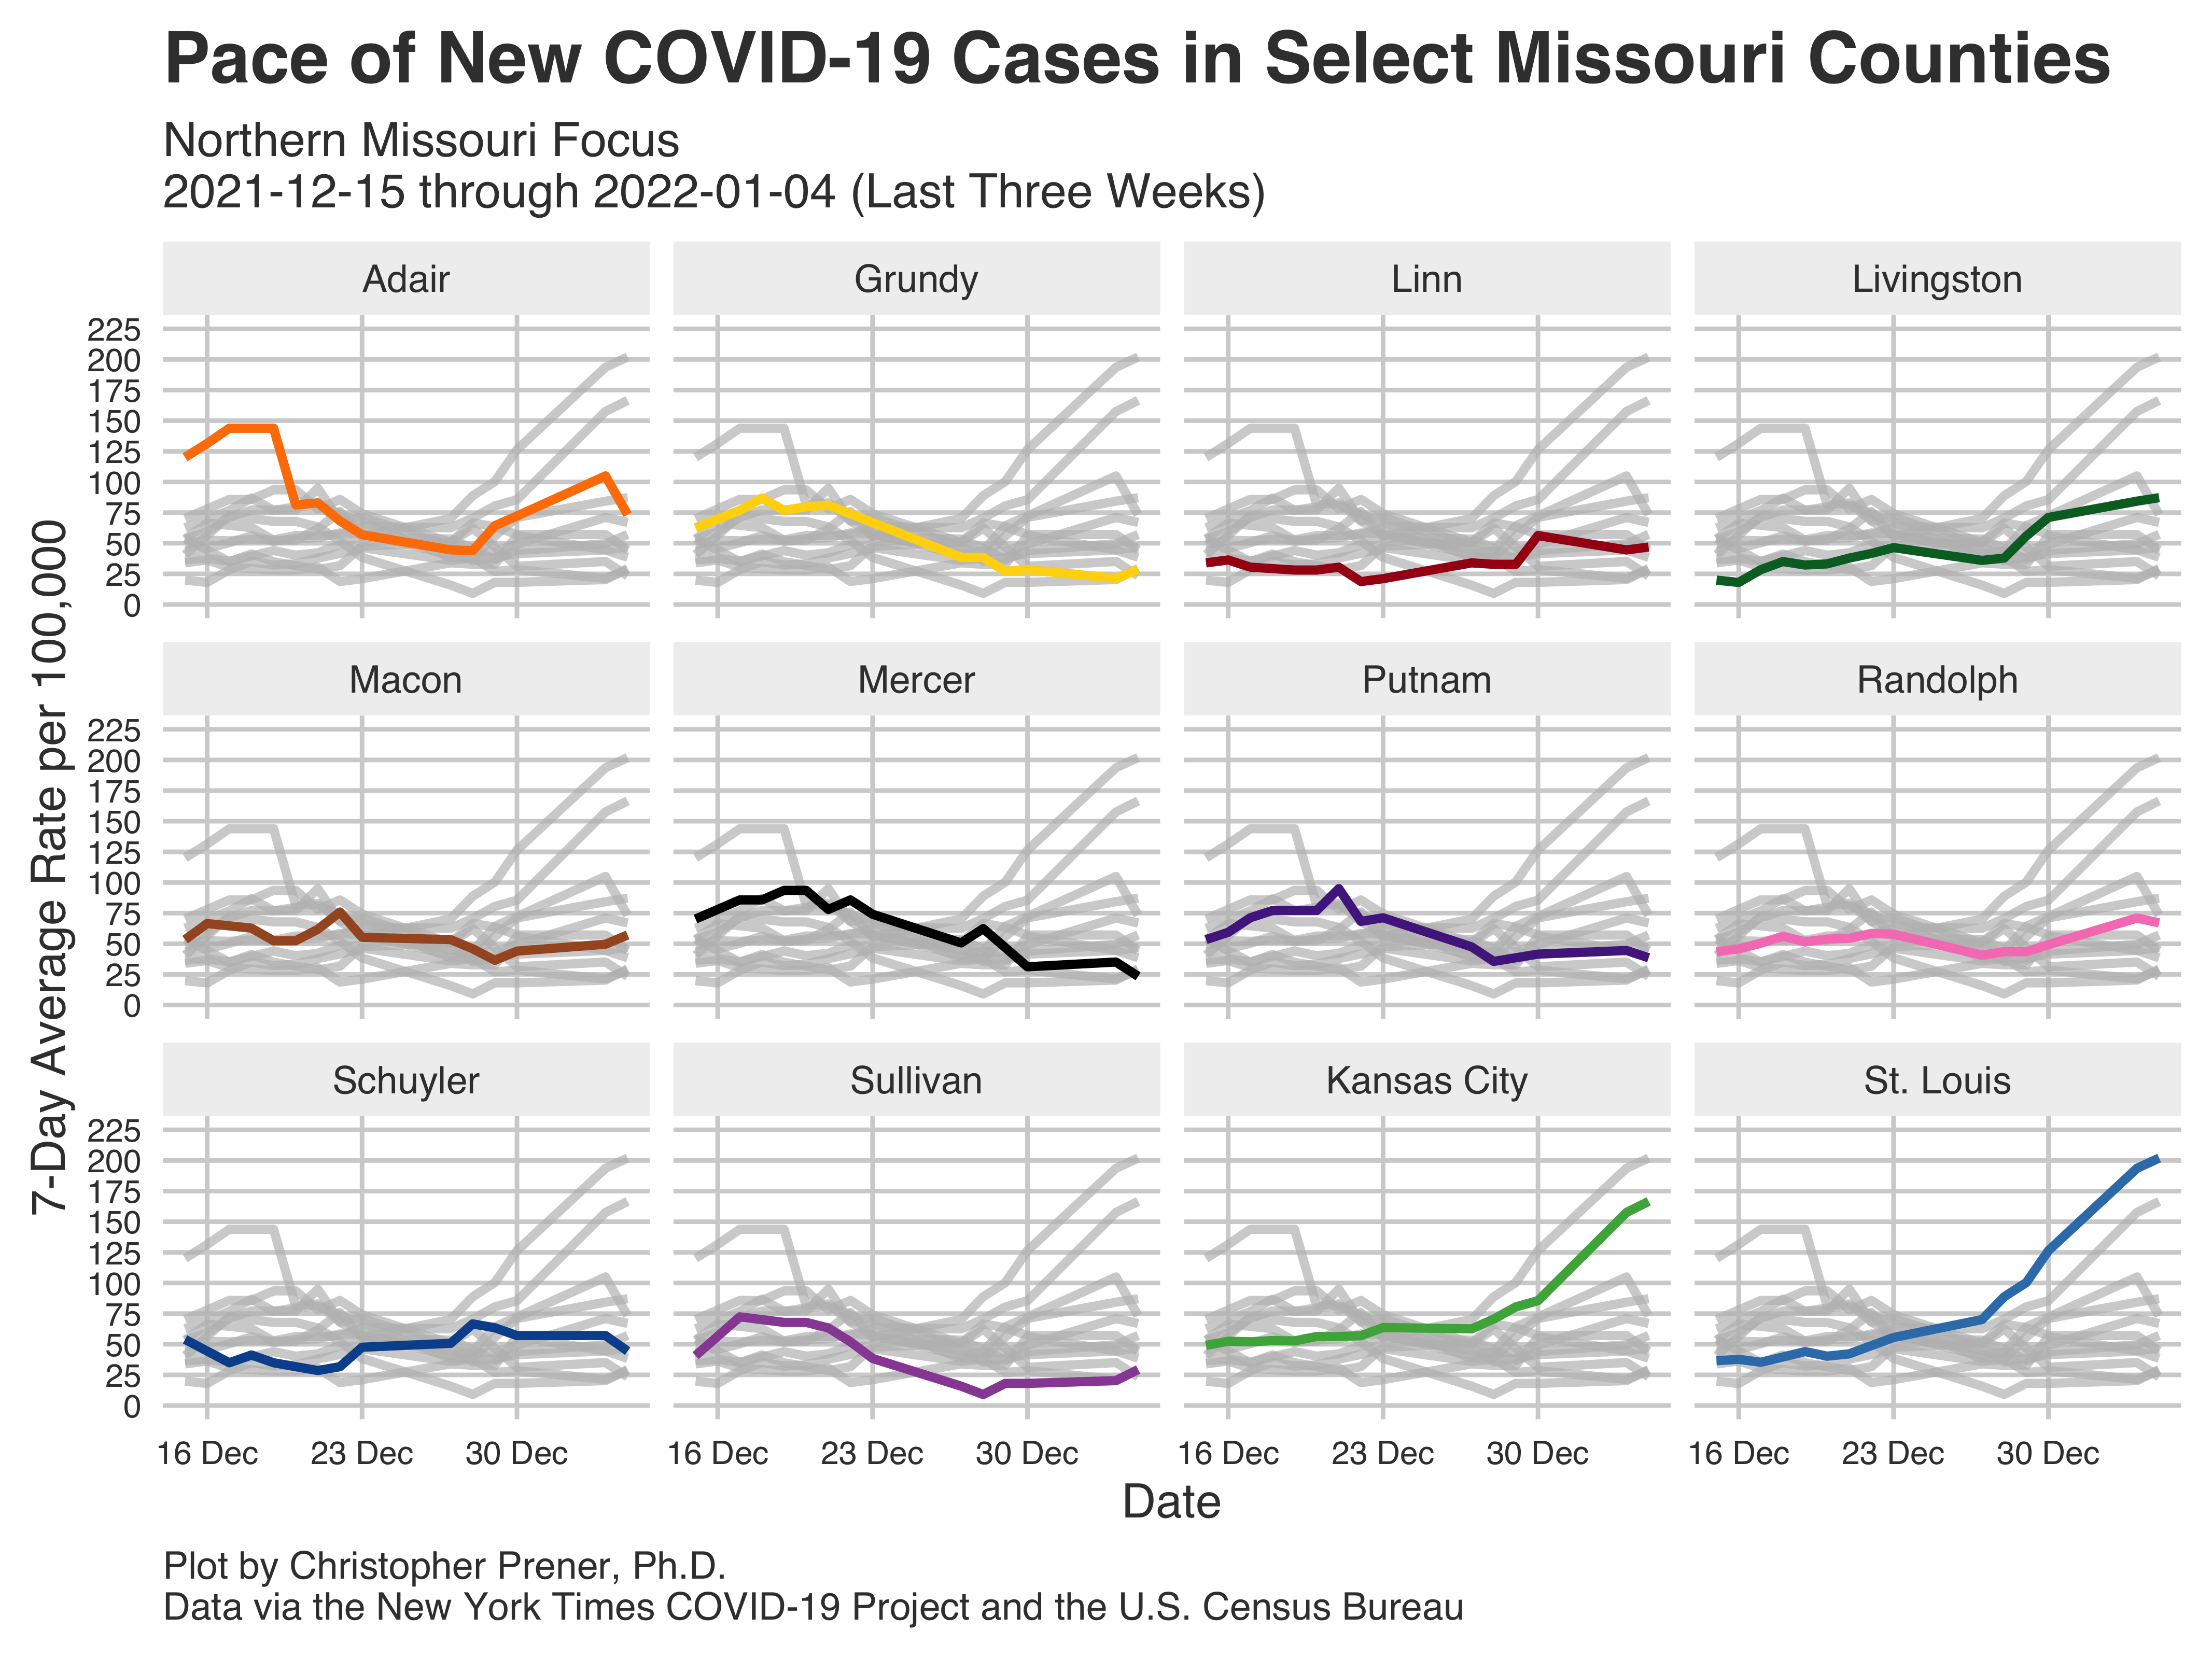 Pace of New COVID-19 Cases in Select Missouri Counties
Northern Missouri Focus
2021-12-15 through 2022-01-04 (Last Three Weeks)
7-Day Average Rate per 100,000
Adair
Grundy
Linn
Livingston
225
200
175
150
125
100
75
50
25
0
Macon
Mercer
Putnam
Randolph
225
200
175
150
125
100
75
50
25
0
Schuyler
Sullivan
Kansas City
St. Louis
225
200
175
150
125
100
75
50
25
0
16 Dec 23 Dec 30 Dec
16 Dec 23 Dec 30 Dec
16 Dec 23 Dec 30 Dec
16 Dec 23 Dec 30 Dec
Date
Plot by Christopher Prener, Ph.D.
Data via the New York Times COVID-19 Project and the U.S. Census Bureau